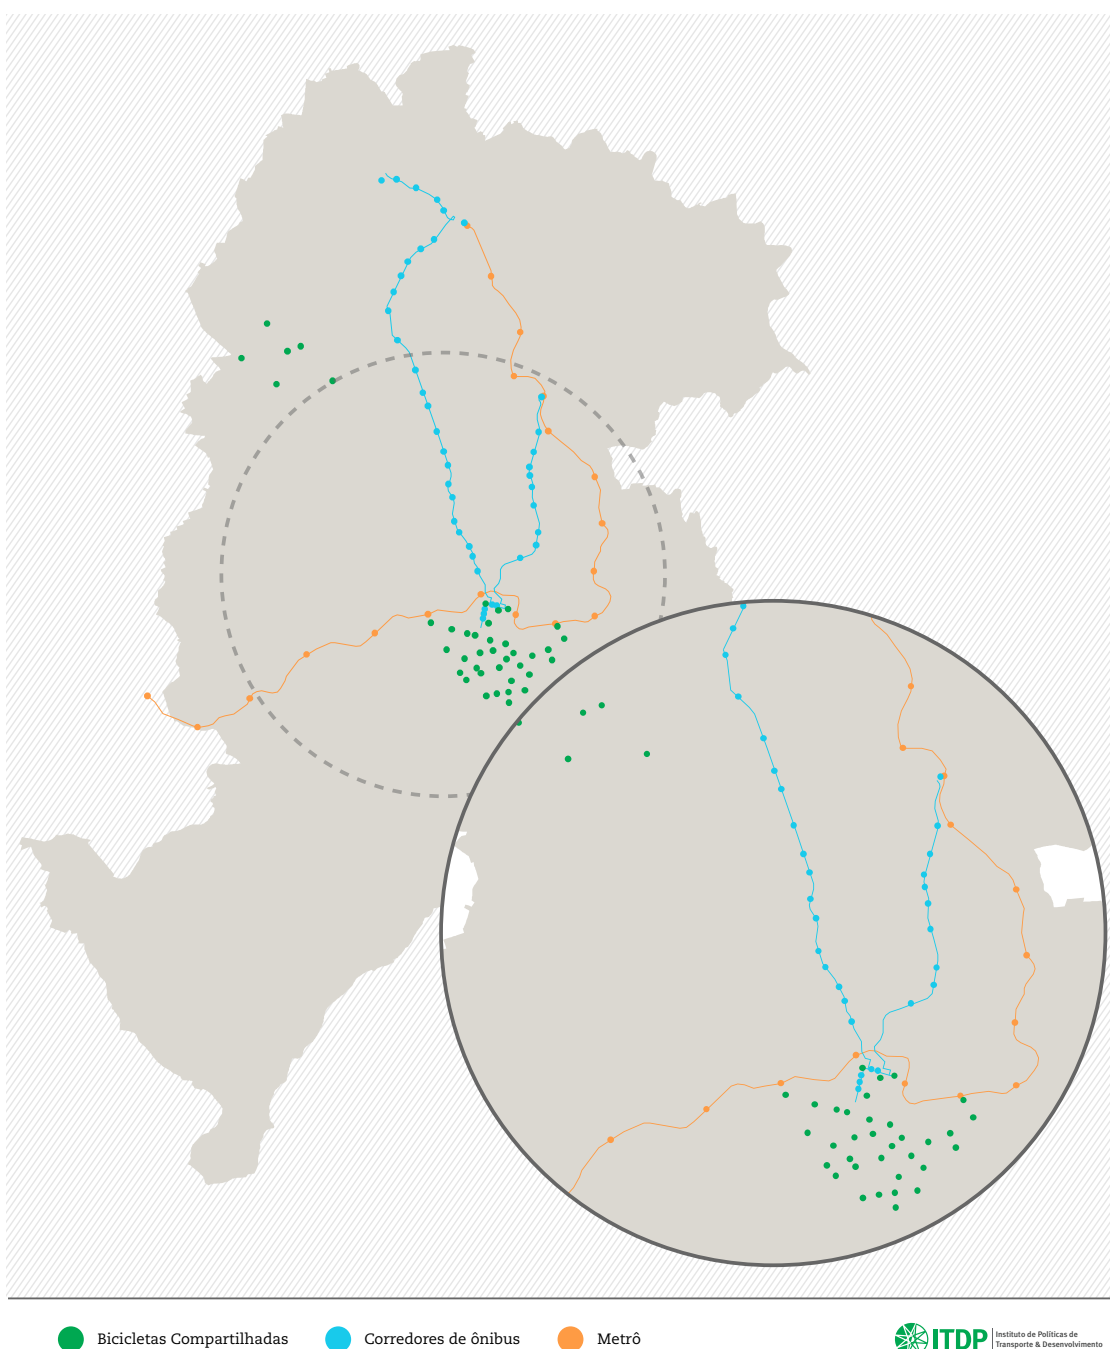 Bicicletas Compartilhadas
Corredores de ônibus
Metrô
ITDP
Instituto de Políticas de
Transporte & Desenvolvimento